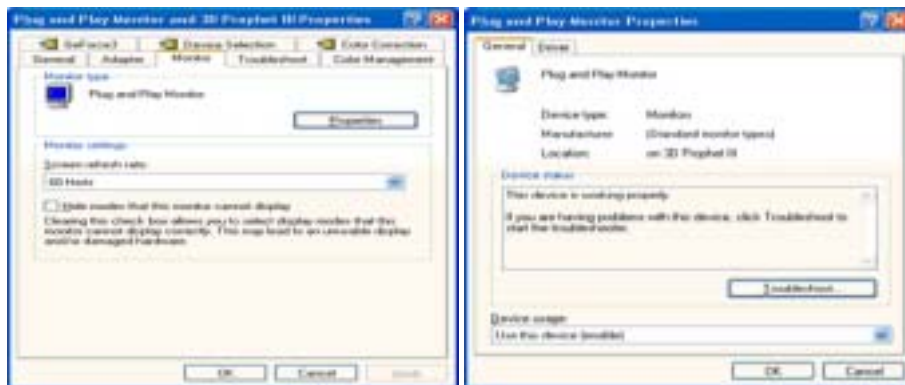 Plug and Play Monitor and 3D Prophet III Properties
GeForce3
Device Selection
Color Correction
General
Adapter
Monitor
Troubleshoot
Color Management
Monitor type
Plug and Play Monitor
Properties
Monitor settings
Screen refresh rate:
60 Hertz
Hide modes that this monitor cannot display
Clearing this check box allows you to select display modes that this
monitor cannot display correctly. This may lead to an unusable display
and/or damaged hardware.
OK
Cancel
Apply
Plug and Play Monitor Properties
General
Driver
Plug and Play Monitor
Device type: Monitors
Manufacturer: (Standard monitor types)
Location: on 3D Prophet III
Device status
This device is working properly.
If you are having problems with this device, click Troubleshoot to
start the troubleshooter.
Troubleshoot...
Device usage:
Use this device (enable)
OK
Cancel